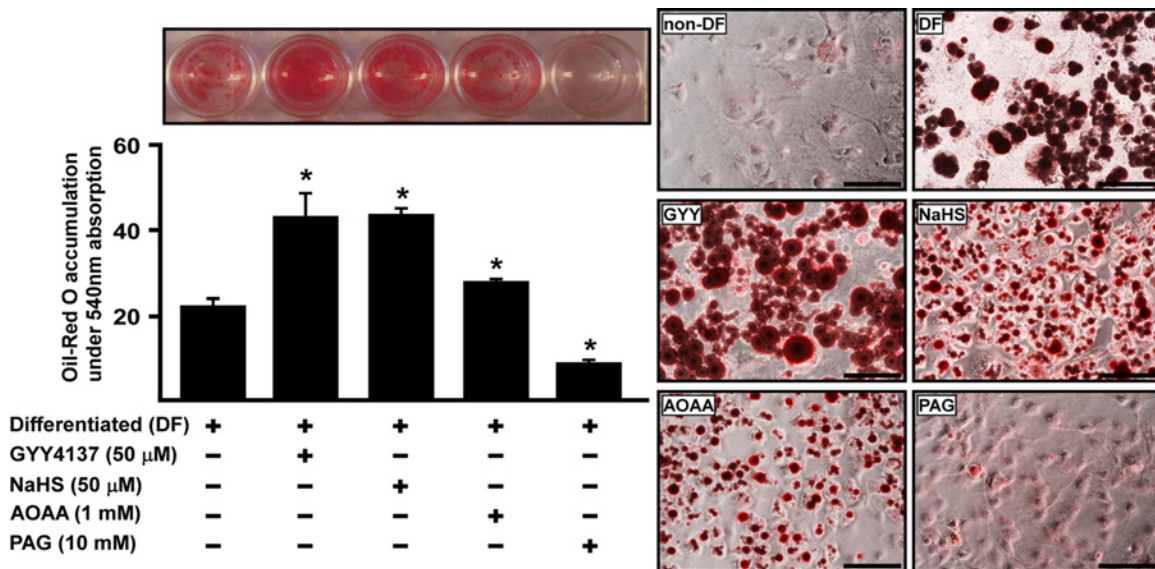 non-DF
DF
60
*
*
40
*
20
*
Oil-Red O accumulation
under 540nm absorption
GYY
NaHS
AOAA
PAG
Differentiated (DF) + + + + +
GYY4137 (50 μM) − + − − −
NaHS (50 μM) − − + − −
AOAA (1 mM) − − − + −
PAG (10 mM) − − − − +